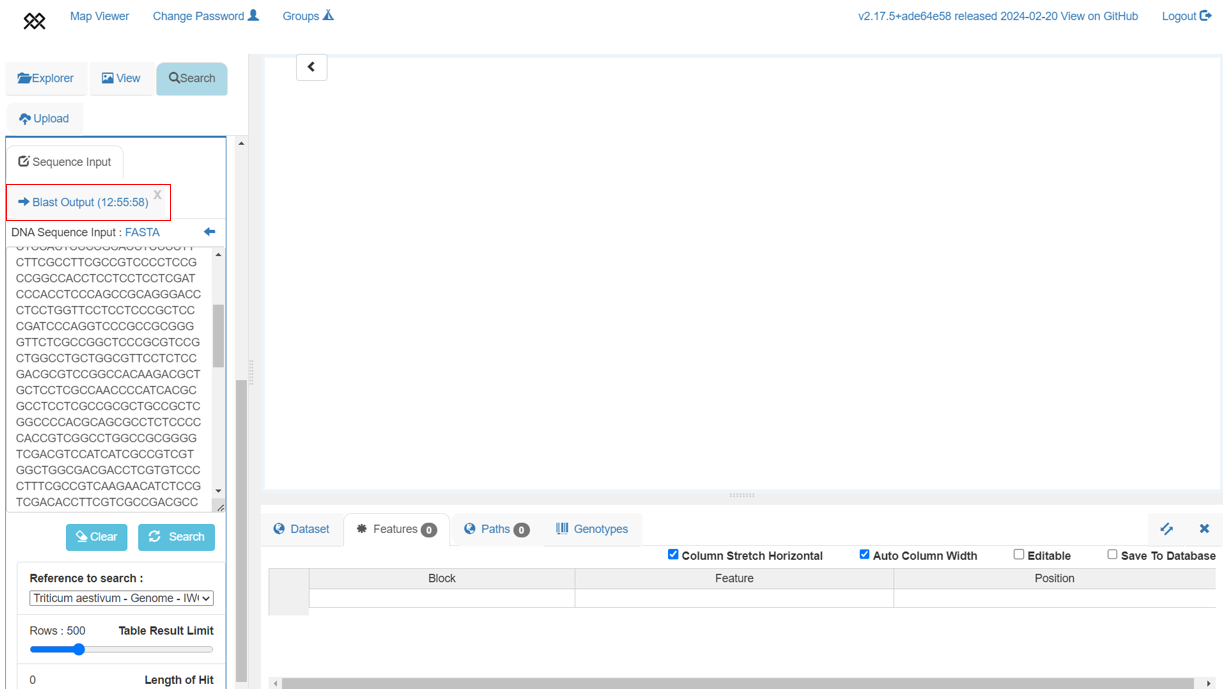 Map Viewer Change Password Groups v2.17.5+ade64e58 released 2024-02-20 View on GitHub Logout
Explorer View Search
Upload
Sequence Input
Blast Output (12:55:58) X
DNA Sequence Input : FASTA
CTTCGCCTTCGCCGTCCCCTCCG
CCGGCCACCTCCTCCTCCTCGAT
CCCACCTCCCAGCCGCAGGGACC
CTCCTGGTTCCTCCTCCCGCTCC
CGATCCCAGGTCCCGCCGCGGG
GTTCTCGCCGGCTCCCGCGTCCG
CTGGCCTGCTGGCGTTCCTCTCC
GACGCGTCCGGCCACAAGACGCT
GCTCCTCGCCAACCCCATCACGC
GCCTCCTCGCCGCGCTGCCGCTC
GGCCCCACGCAGCGCCTCTCCCC
CACCGTCGGCCTGGCCGCGGGG
TCGACGTCCATCATCGCCGTCGT
GGCTGGCGACGACCTCGTGTCCC
CTTTCGCCGTCAAGAACATCTCCG
TCGACACCTTCGTCGCCGACGCC
Clear Search
Reference to search :
Triticum aestivum - Genome - IW
Rows : 500 Table Result Limit
0 Length of Hit
Dataset Features 0 Paths 0 Genotypes
Column Stretch Horizontal Auto Column Width Editable Save To Database
Block Feature Position